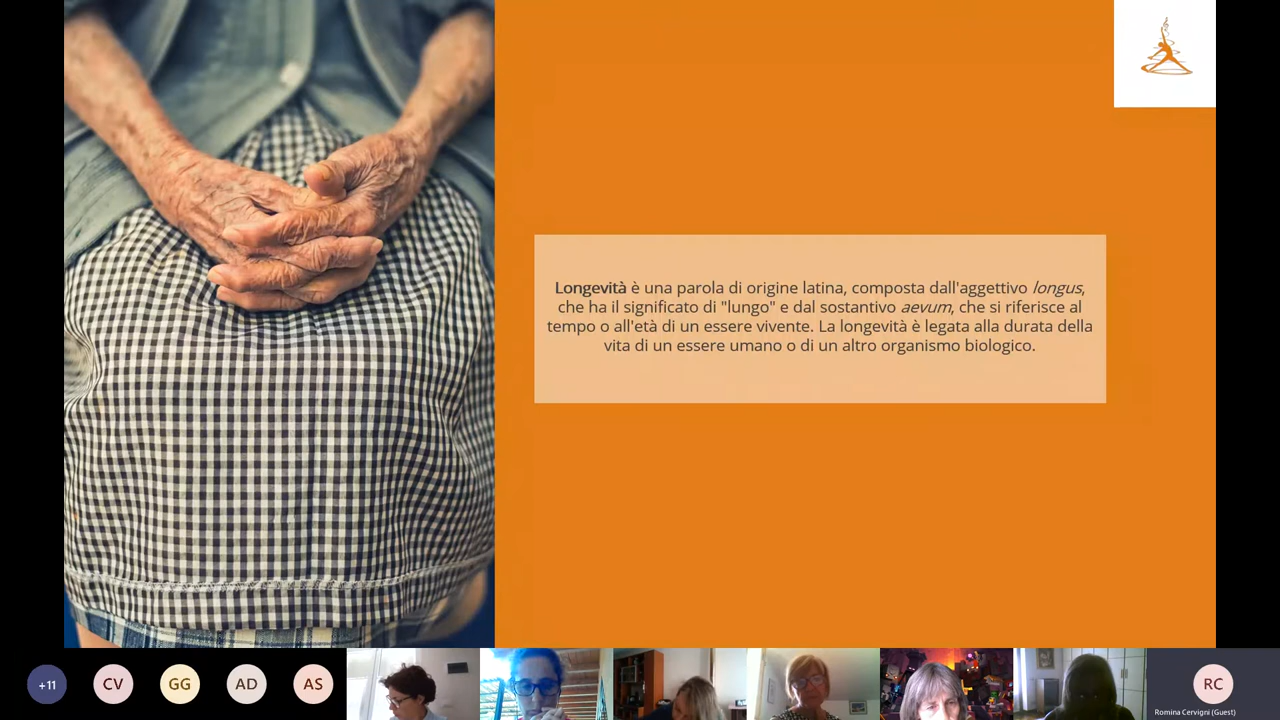 Longevità è una parola di origine latina, composta dall'aggettivo longus,
che ha il significato di "lungo" e dal sostantivo aevum, che si riferisce al
tempo o all'età di un essere vivente. La longevità è legata alla durata della
vita di un essere umano o di un altro organismo biologico.
+11
CV
GG
AD
AS
RC
Romina Cervigni (Guest)